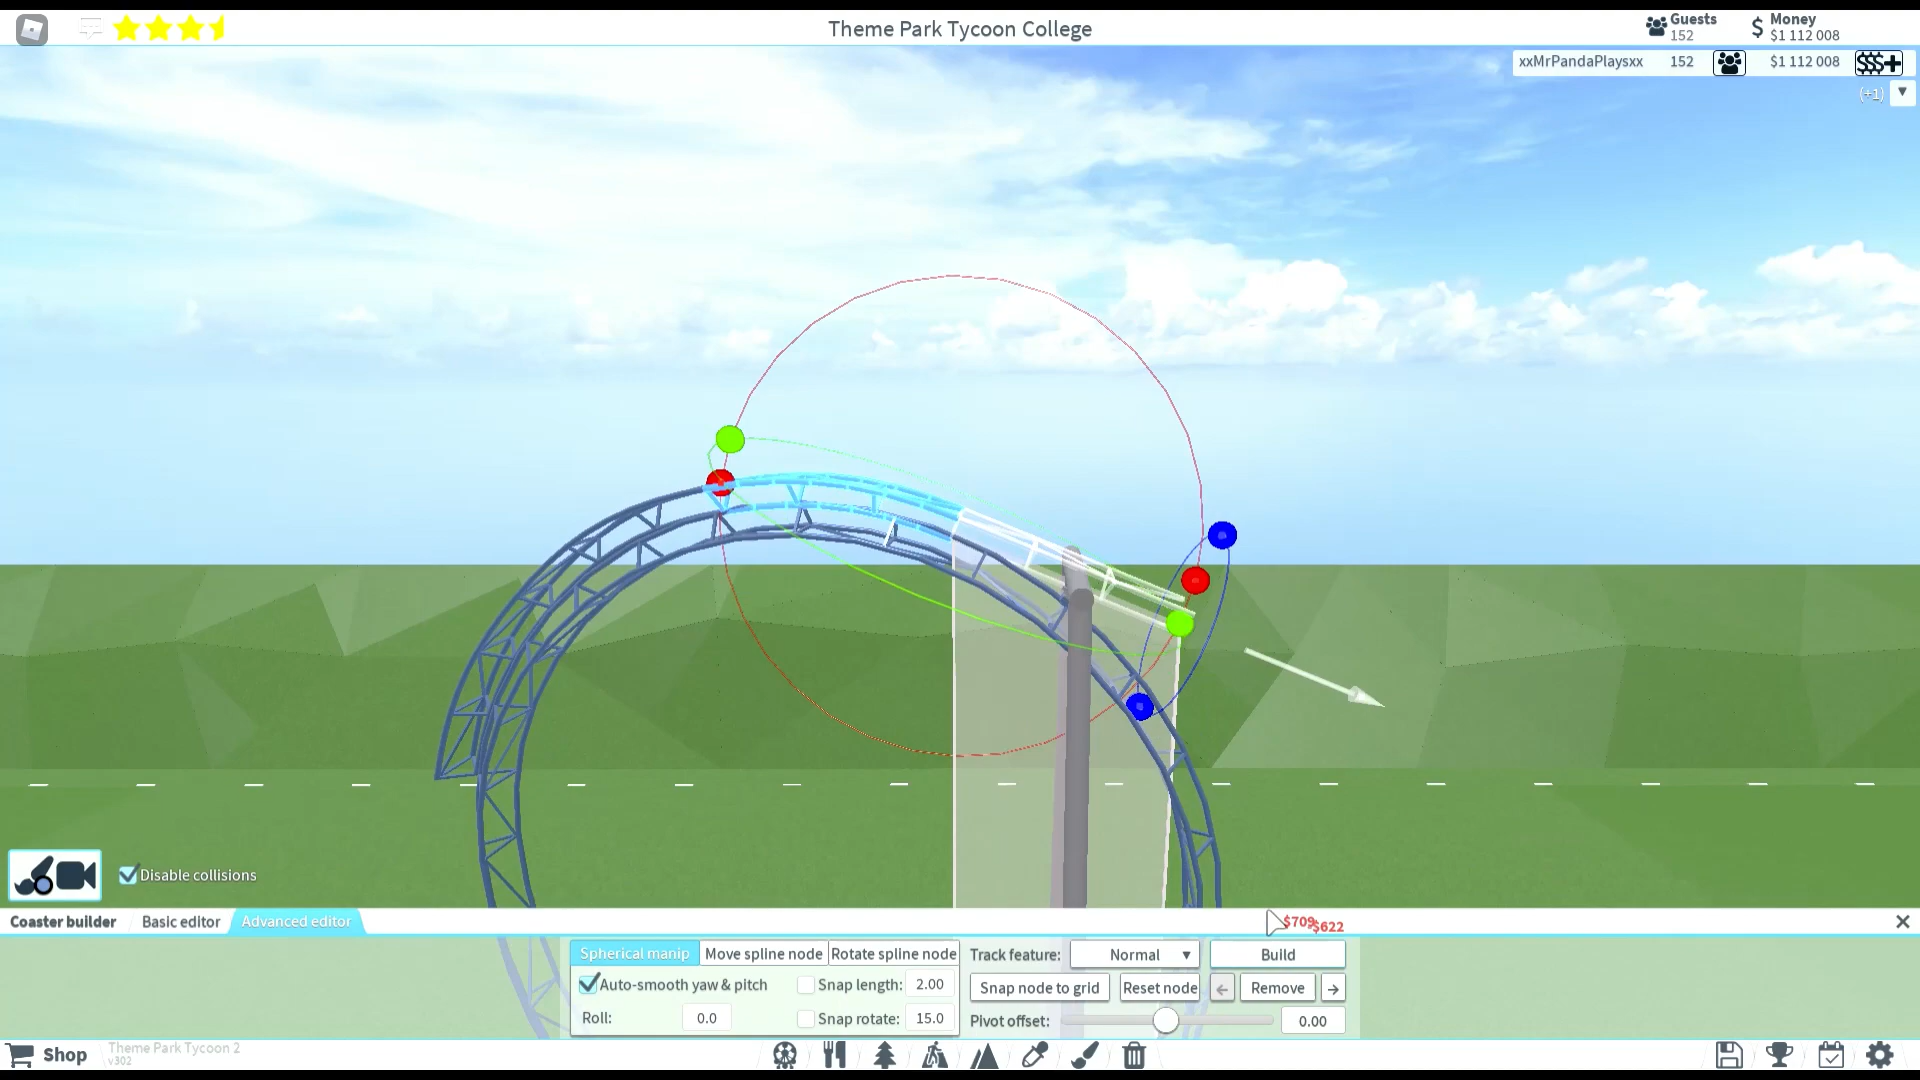 Theme Park Tycoon College
Guests
152
$ Money
$1 112 008
xxMrPandaPlaysxx 152 $1 112 008 $$$+
(+1) ▼
Disable collisions
Coaster builder Basic editor Advanced editor
$709 $622
Spherical manip Move spline node Rotate spline node Track feature: Normal ▼ Build
Auto-smooth yaw & pitch Snap length: 2.00 Snap node to grid Reset node ← Remove →
Roll: 0.0 Snap rotate: 15.0 Pivot offset: 0.00
Shop Theme Park Tycoon 2
v302